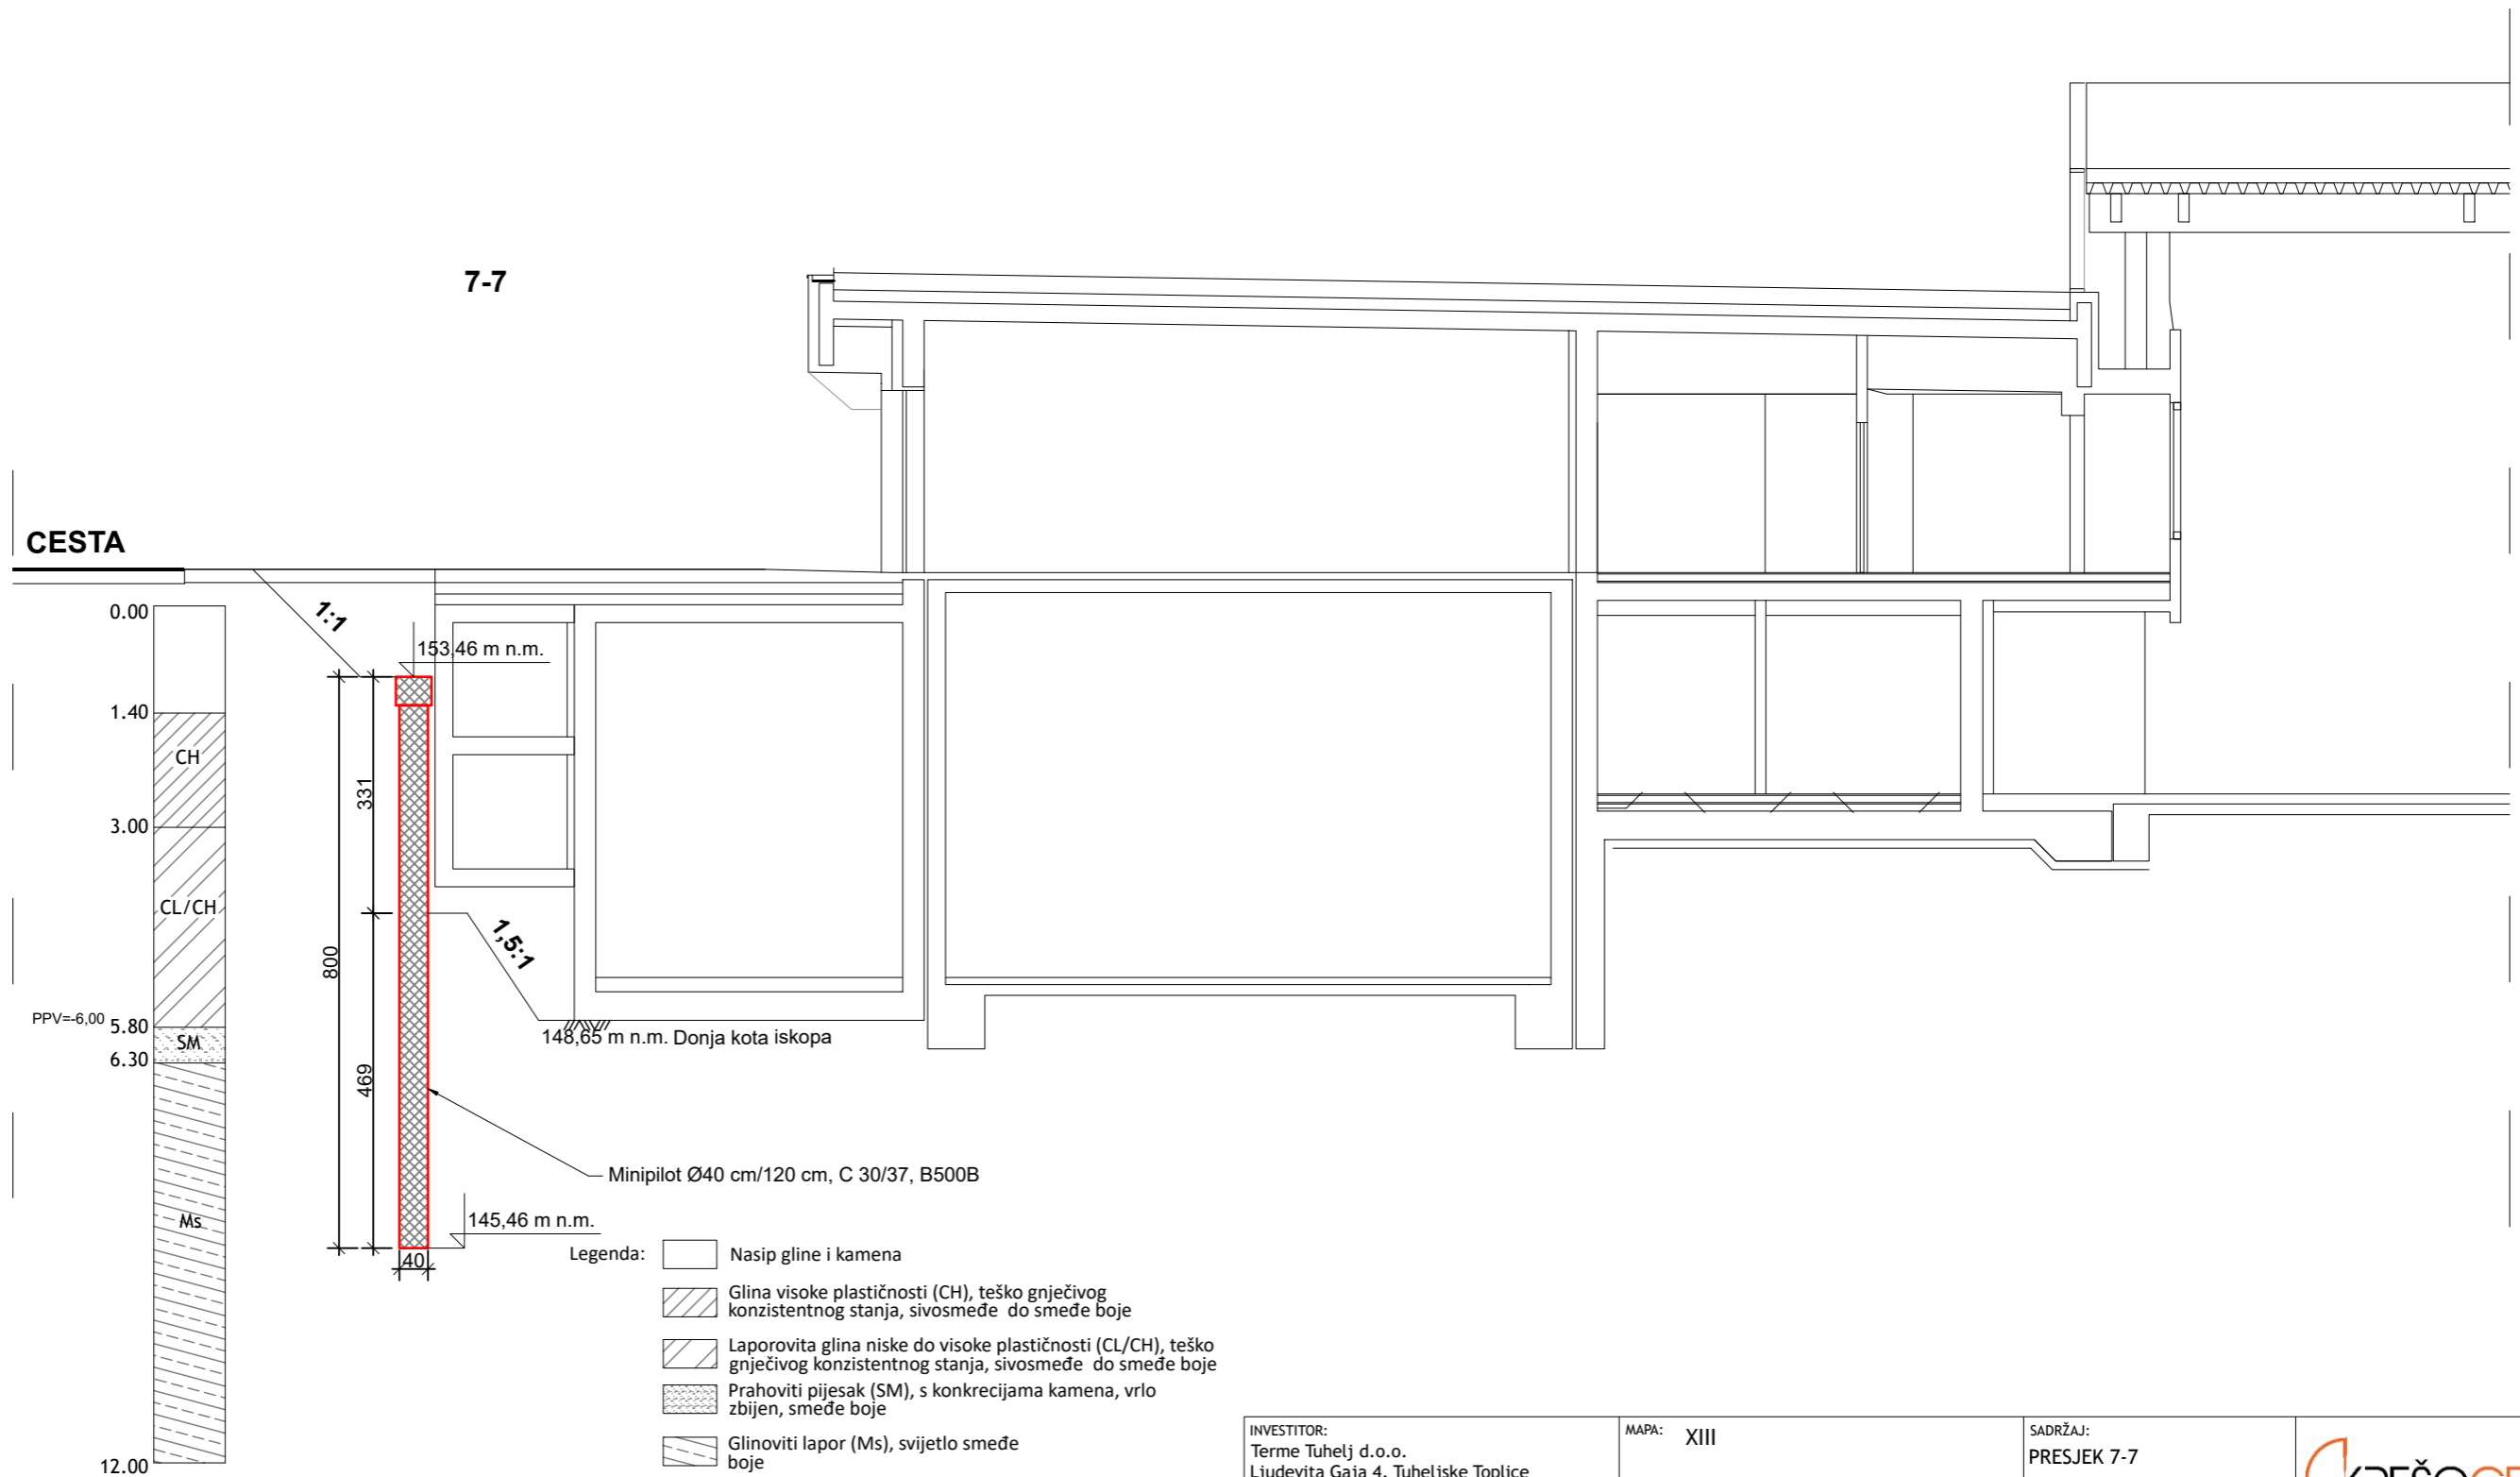 7-7
CESTA
0.00
1:1
153,46 m n.m.
1.40
CH
331
3.00
CL/CH
1,5:1
800
PPV=-6,00
5.80
SM
148,65 m n.m. Donja kota iskopa
6.30
469
Minipilot Ø40 cm/120 cm, C 30/37, B500B
Ms
145,46 m n.m.
40
Legenda:
Nasip gline i kamena
Glina visoke plastičnosti (CH), teško gnječivog
konzistentnog stanja, sivosmeđe do smeđe boje
Laporovita glina niske do visoke plastičnosti (CL/CH), teško
gnječivog konzistentnog stanja, sivosmeđe do smeđe boje
Prahoviti pijesak (SM), s konkrecijama kamena, vrlo
zbijen, smeđe boje
Glinoviti lapor (Ms), svijetlo smeđe
boje
12.00
INVESTITOR:
Terme Tuhelj d.o.o.
Ljudevita Gaja 4, Tuheljske Toplice
MAPA: XIII
SADRŽAJ:
PRESJEK 7-7